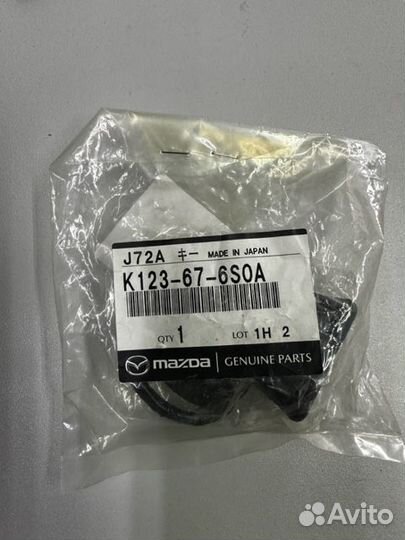 J72A キー MADE IN JAPAN
K123-67-6S0A
QTY 1 LOT 1H 2
mazda GENUINE PARTS
Avito